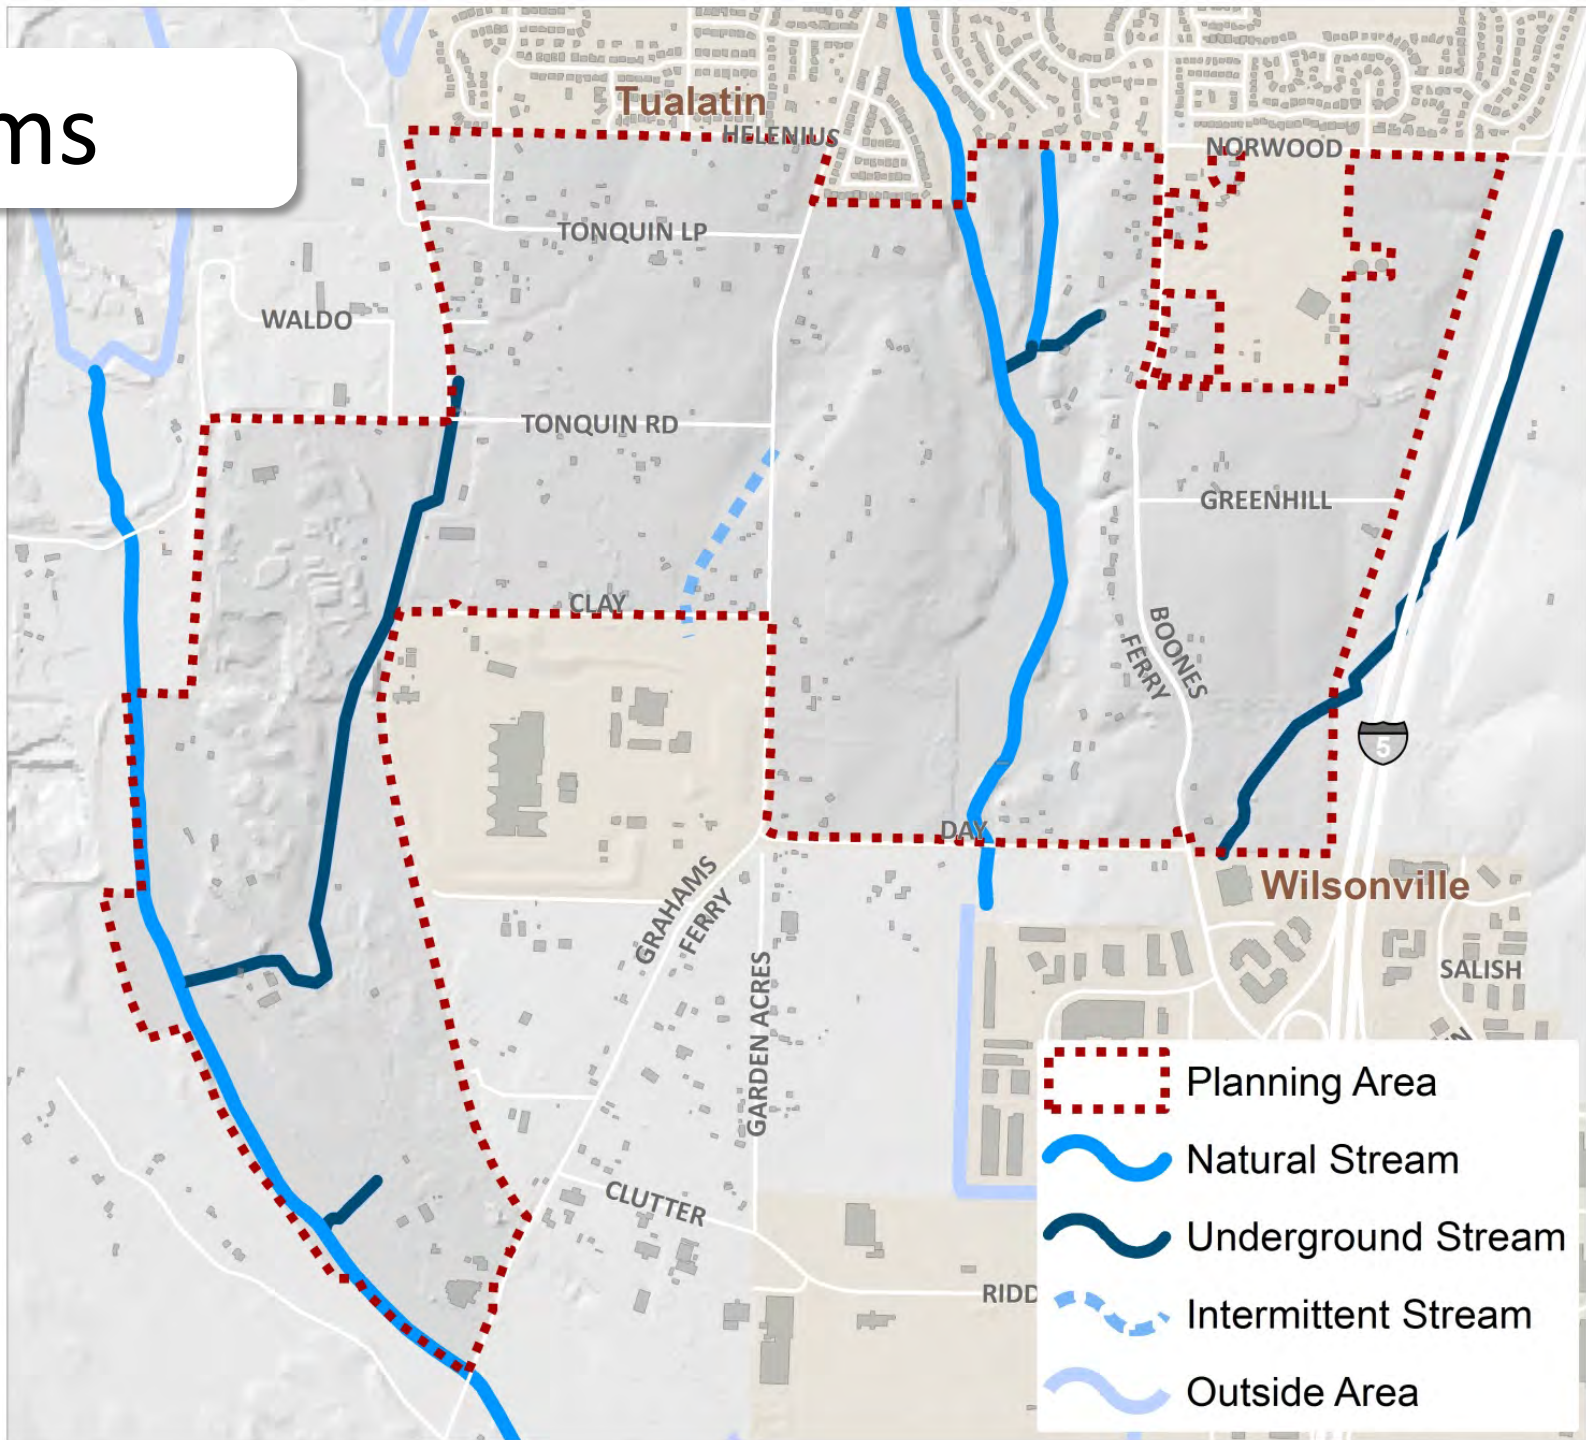 ms
Tualatin
HELENIUS
NORWOOD
TONQUIN LP
WALDO
TONQUIN RD
GREENHILL
CLAY
BOONES
FERRY
5
DAY
Wilsonville
GRAHAMS
FERRY
GARDEN ACRES
SALISH
EN
CLUTTER
RIDD
Planning Area
Natural Stream
Underground Stream
Intermittent Stream
Outside Area